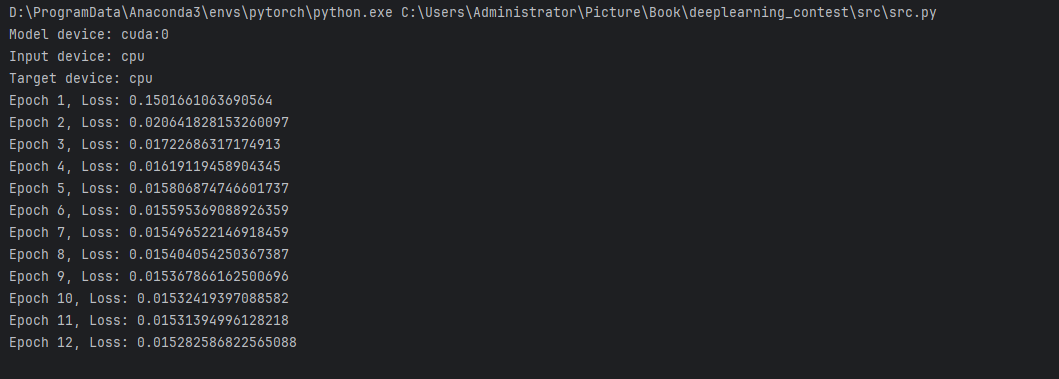 D:\ProgramData\Anaconda3\envs\pytorch\python.exe C:\Users\Administrator\Picture\Book\deeplearning_contest\src\src.py
Model device: cuda:0
Input device: cpu
Target device: cpu
Epoch 1, Loss: 0.1501661063690564
Epoch 2, Loss: 0.020641828153260097
Epoch 3, Loss: 0.01722686317174913
Epoch 4, Loss: 0.01619119458904345
Epoch 5, Loss: 0.015806874746601737
Epoch 6, Loss: 0.015595369088926359
Epoch 7, Loss: 0.015496522146918459
Epoch 8, Loss: 0.015404054250367387
Epoch 9, Loss: 0.015367866162500696
Epoch 10, Loss: 0.01532419397088582
Epoch 11, Loss: 0.01531394996128218
Epoch 12, Loss: 0.015282586822565088